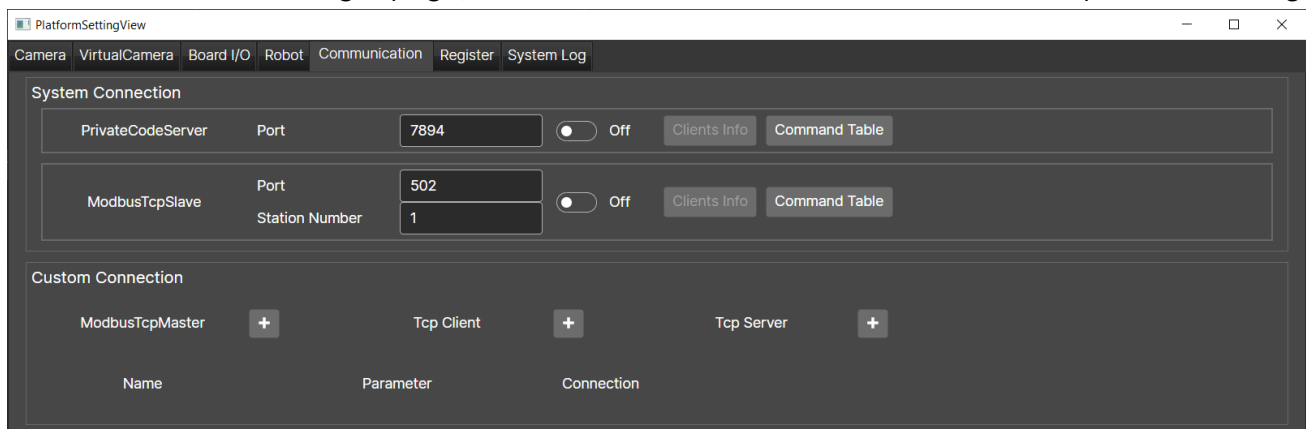 PlatformSettingView
Camera VirtualCamera Board I/O Robot Communication Register System Log
System Connection
PrivateCodeServer Port 7894 Off Clients Info Command Table
Port 502
ModbusTcpSlave Off Clients Info Command Table
Station Number 1
Custom Connection
ModbusTcpMaster + Tcp Client + Tcp Server +
Name Parameter Connection